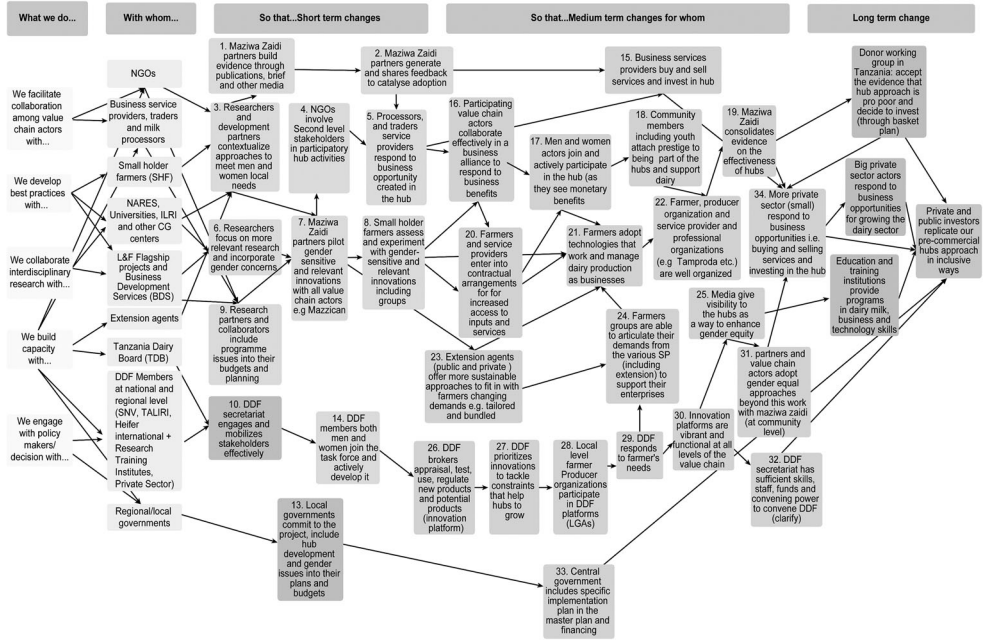 What we do...
With whom...
So that...Short term changes
So that...Medium term changes for whom
Long term change
We facilitate
collaboration
among value
chain actors
with...
We develop
best practices
with...
We collaborate
interdisciplinary
research with...
We build
capacity
with...
We engage
with policy
makers/
decision with...
NGOs
Business service
providers, traders
and milk
processors
Small holder
farmers (SHF)
NARES,
Universities, ILRI
and other CG
centers
L&F Flagship
projects and
Business
Development
Services (BDS)
Extension agents
Tanzania Dairy
Board (TDB)
DDF Members
at national and
regional level
(SNV, TALIRI,
Heifer
international +
Research
Training
Institutes,
Private Sector)
Regional/local
governments
1. Maziwa Zaidi
partners build
evidence through
publications, brief
and other media
2. Maziwa Zaidi
partners generate
and shares feedback
to catalyse adoption
3. Researchers
and
development
partners
contextualize
approaches to
meet men and
women local
needs
4. NGOs
involve
Second level
stakeholders
in participatory
hub activities
5. Processors,
and traders
service
providers
respond to
business
opportunity
created in
the hub
6. Researchers
focus on more
relevant research
and incorporate
gender concerns
7. Maziwa
Zaidi
partners pilot
gender
sensitive
and relevant
innovations
with all value
chain actors
e.g Mazzican
8. Small holder
farmers assess
and experiment
with gender-
sensitive and
relevant
innovations
including
groups
9. Research
partners and
collaborators
include
programme
issues into their
budgets and
planning
10. DDF
secretariat
engages and
mobilizes
stakeholders
effectively
13. Local
governments
commit to the
project, include
hub
development
and gender
issues into their
plans and
budgets
14. DDF
members both
men and
women join the
task force and
actively
develop it
15. Business services
providers buy and sell
services and invest in hub
16. Participating
value chain
actors
collaborate
effectively in a
business
alliance to
respond to
business
benefits
17. Men and women
actors join and
actively participate
in the hub (as
they see monetary
benefits
18. Community
members
including youth
attach prestige to
being part of the
hubs and support
dairy
19. Maziwa
Zaidi
consolidates
evidence on
the
effectiveness
of hubs
20. Farmers
and service
providers
enter into
contractual
arrangements
for for
increased
access to
inputs and
services
21. Farmers adopt
technologies that
work and manage
dairy production
as businesses
22. Farmer, producer
organization and
service provider and
professional
organizations
(e.g Tamproda etc.)
are well organized
23. Extension agents
(public and private )
offer more sustainable
approaches to fit in with
farmers changing
demands e.g. tailored
and bundled
24. Farmers
groups are able
to articulate their
demands from
the various SP
(including
extension) to
support their
enterprises
25. Media give
visibility to
the hubs as
a way to enhance
gender equity
26. DDF
brokers
appraisal, test,
use, regulate
new products
and potential
products
(innovation
platform)
27. DDF
prioritizes
innovations
to tackle
constraints
that help
hubs to
grow
28. Local
level
farmer
Producer
organizations
participate
in DDF
platforms
(LGAs)
29. DDF
responds
to farmer's
needs
30. Innovation
platforms are
vibrant and
functional at all
levels of the
value chain
31. partners and
value chain
actors adopt
gender equal
approaches
beyond this work
with maziwa zaidi
(at community
level)
32. DDF
secretariat has
sufficient skills,
staff, funds and
convening power
to convene DDF
(clarify)
33. Central
government
includes specific
implementation
plan in the
master plan and
financing
34. More private
sector (small)
respond to
business
opportunities i.e.
buying and selling
services and
investing in the hub
Donor working
group in
Tanzania: accept
the evidence that
hub approach is
pro poor and
decide to invest
(through basket
plan)
Big private
sector actors
respond to
business
opportunities
for growing the
dairy sector
Education and
training
institutions
provide
programs
in dairy milk,
business and
technology skills
Private and
public investors
replicate our
pre-commercial
hubs approach
in inclusive
ways